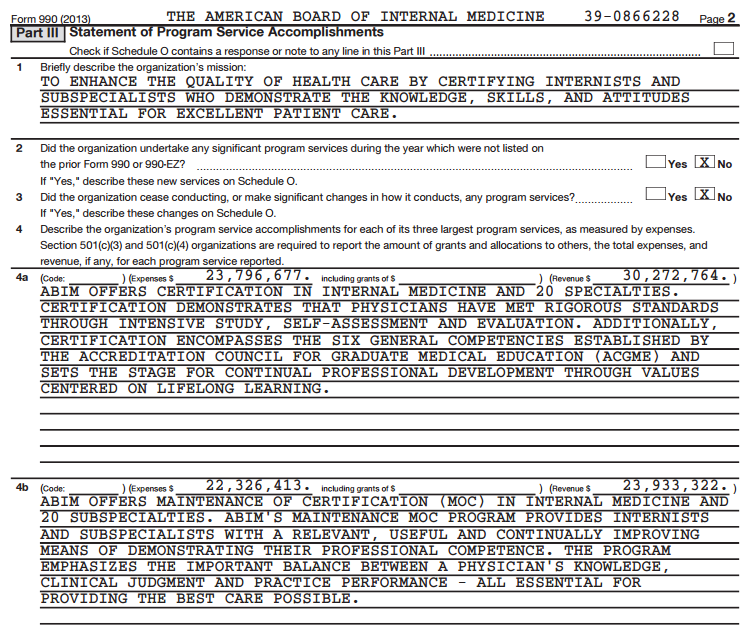 Form 990 (2013) THE AMERICAN BOARD OF INTERNAL MEDICINE 39-0866228 Page 2
Part III Statement of Program Service Accomplishments
Check if Schedule O contains a response or note to any line in this Part III
1 Briefly describe the organization's mission:
TO ENHANCE THE QUALITY OF HEALTH CARE BY CERTIFYING INTERNISTS AND
SUBSPECIALISTS WHO DEMONSTRATE THE KNOWLEDGE, SKILLS, AND ATTITUDES
ESSENTIAL FOR EXCELLENT PATIENT CARE.
2 Did the organization undertake any significant program services during the year which were not listed on
the prior Form 990 or 990-EZ? Yes X No
If "Yes," describe these new services on Schedule O.
3 Did the organization cease conducting, or make significant changes in how it conducts, any program services? Yes X No
If "Yes," describe these changes on Schedule O.
4 Describe the organization's program service accomplishments for each of its three largest program services, as measured by expenses.
Section 501(c)(3) and 501(c)(4) organizations are required to report the amount of grants and allocations to others, the total expenses, and
revenue, if any, for each program service reported.
4a (Code: ) (Expenses $ 23,796,677. including grants of $ ) (Revenue $ 30,272,764. )
ABIM OFFERS CERTIFICATION IN INTERNAL MEDICINE AND 20 SPECIALTIES.
CERTIFICATION DEMONSTRATES THAT PHYSICIANS HAVE MET RIGOROUS STANDARDS
THROUGH INTENSIVE STUDY, SELF-ASSESSMENT AND EVALUATION. ADDITIONALLY,
CERTIFICATION ENCOMPASSES THE SIX GENERAL COMPETENCIES ESTABLISHED BY
THE ACCREDITATION COUNCIL FOR GRADUATE MEDICAL EDUCATION (ACGME) AND
SETS THE STAGE FOR CONTINUAL PROFESSIONAL DEVELOPMENT THROUGH VALUES
CENTERED ON LIFELONG LEARNING.
4b (Code: ) (Expenses $ 22,326,413. including grants of $ ) (Revenue $ 23,933,322. )
ABIM OFFERS MAINTENANCE OF CERTIFICATION (MOC) IN INTERNAL MEDICINE AND
20 SUBSPECIALTIES. ABIM'S MAINTENANCE MOC PROGRAM PROVIDES INTERNISTS
AND SUBSPECIALISTS WITH A RELEVANT, USEFUL AND CONTINUALLY IMPROVING
MEANS OF DEMONSTRATING THEIR PROFESSIONAL COMPETENCE. THE PROGRAM
EMPHASIZES THE IMPORTANT BALANCE BETWEEN A PHYSICIAN'S KNOWLEDGE,
CLINICAL JUDGMENT AND PRACTICE PERFORMANCE - ALL ESSENTIAL FOR
PROVIDING THE BEST CARE POSSIBLE.